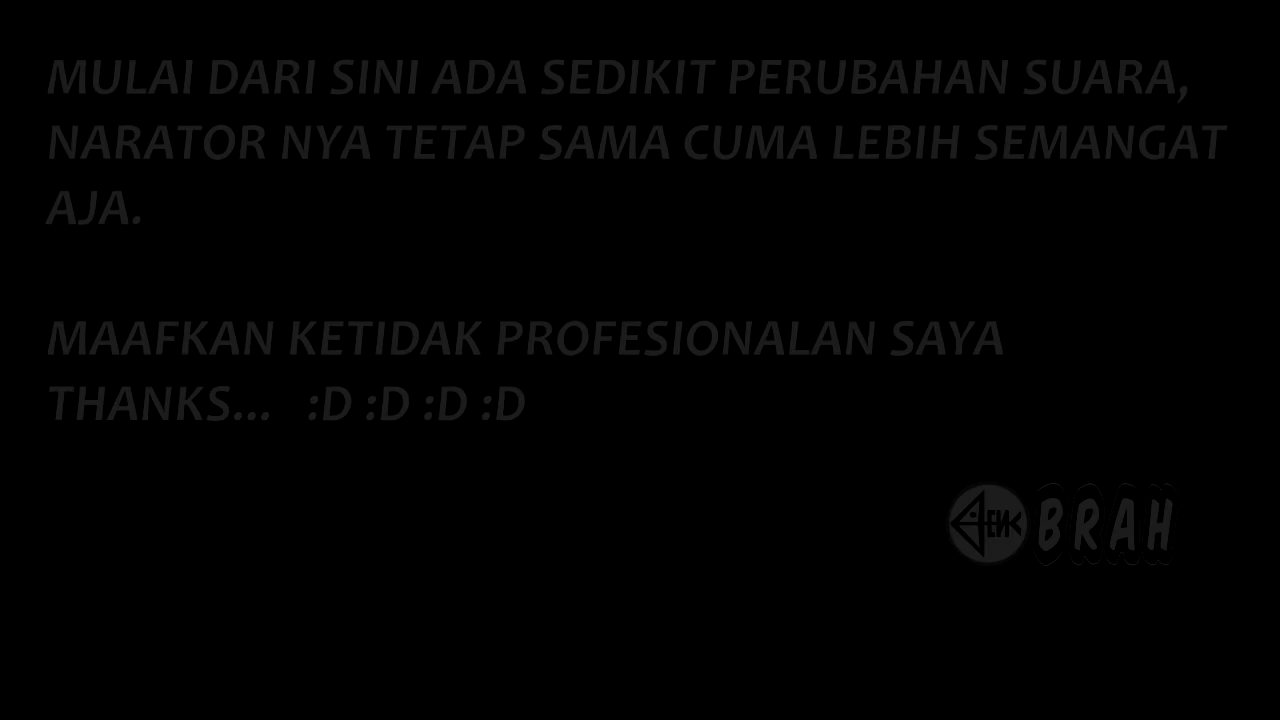 MULAI DARI SINI ADA SEDIKIT PERUBAHAN SUARA,
NARATOR NYA TETAP SAMA CUMA LEBIH SEMANGAT
AJA.
MAAFKAN KETIDAK PROFESIONALAN SAYA
THANKS...   :D :D :D :D
BRAH